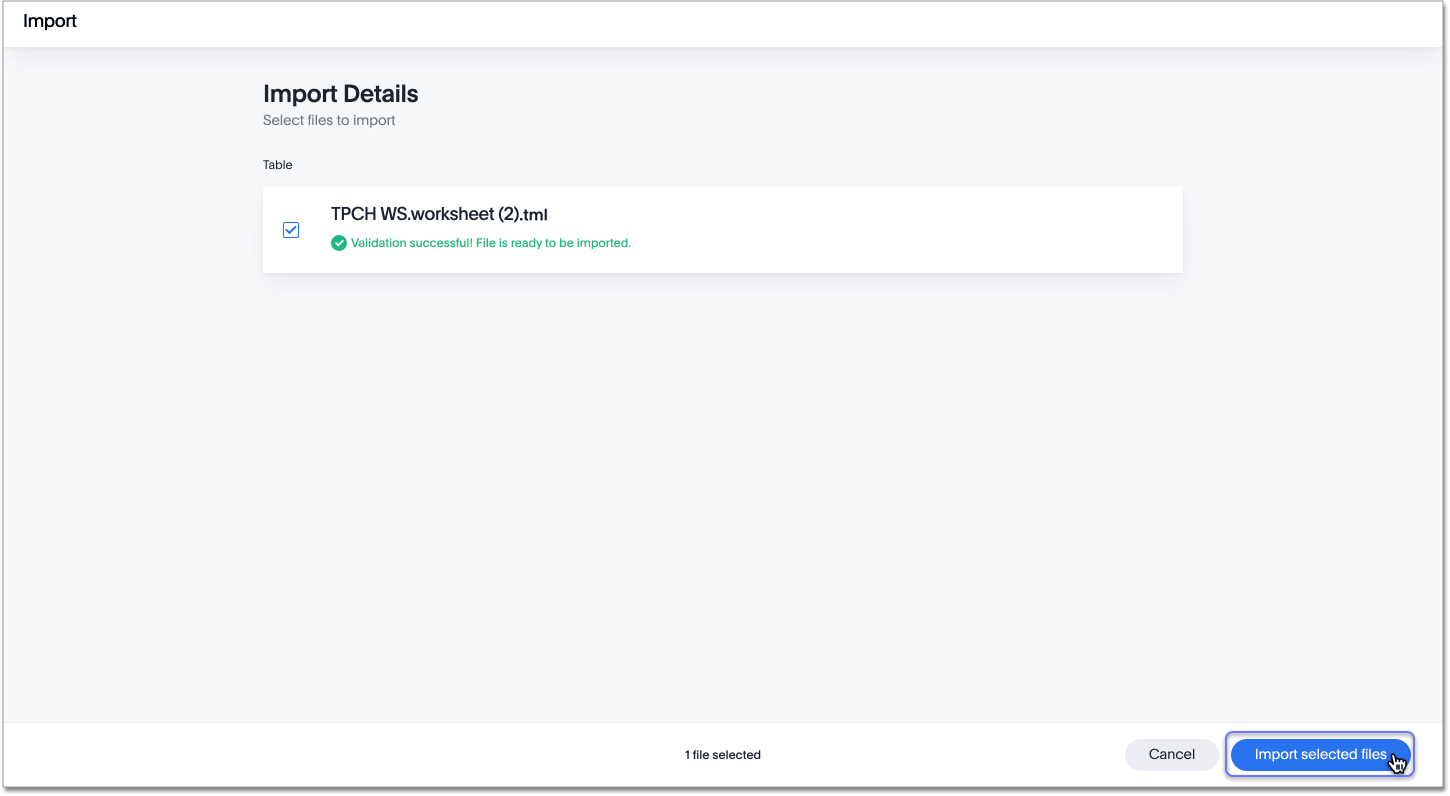 Import
Import Details
Select files to import
Table
TPCH WS.worksheet (2).tml
Validation successful! File is ready to be imported.
1 file selected
Cancel
Import selected files